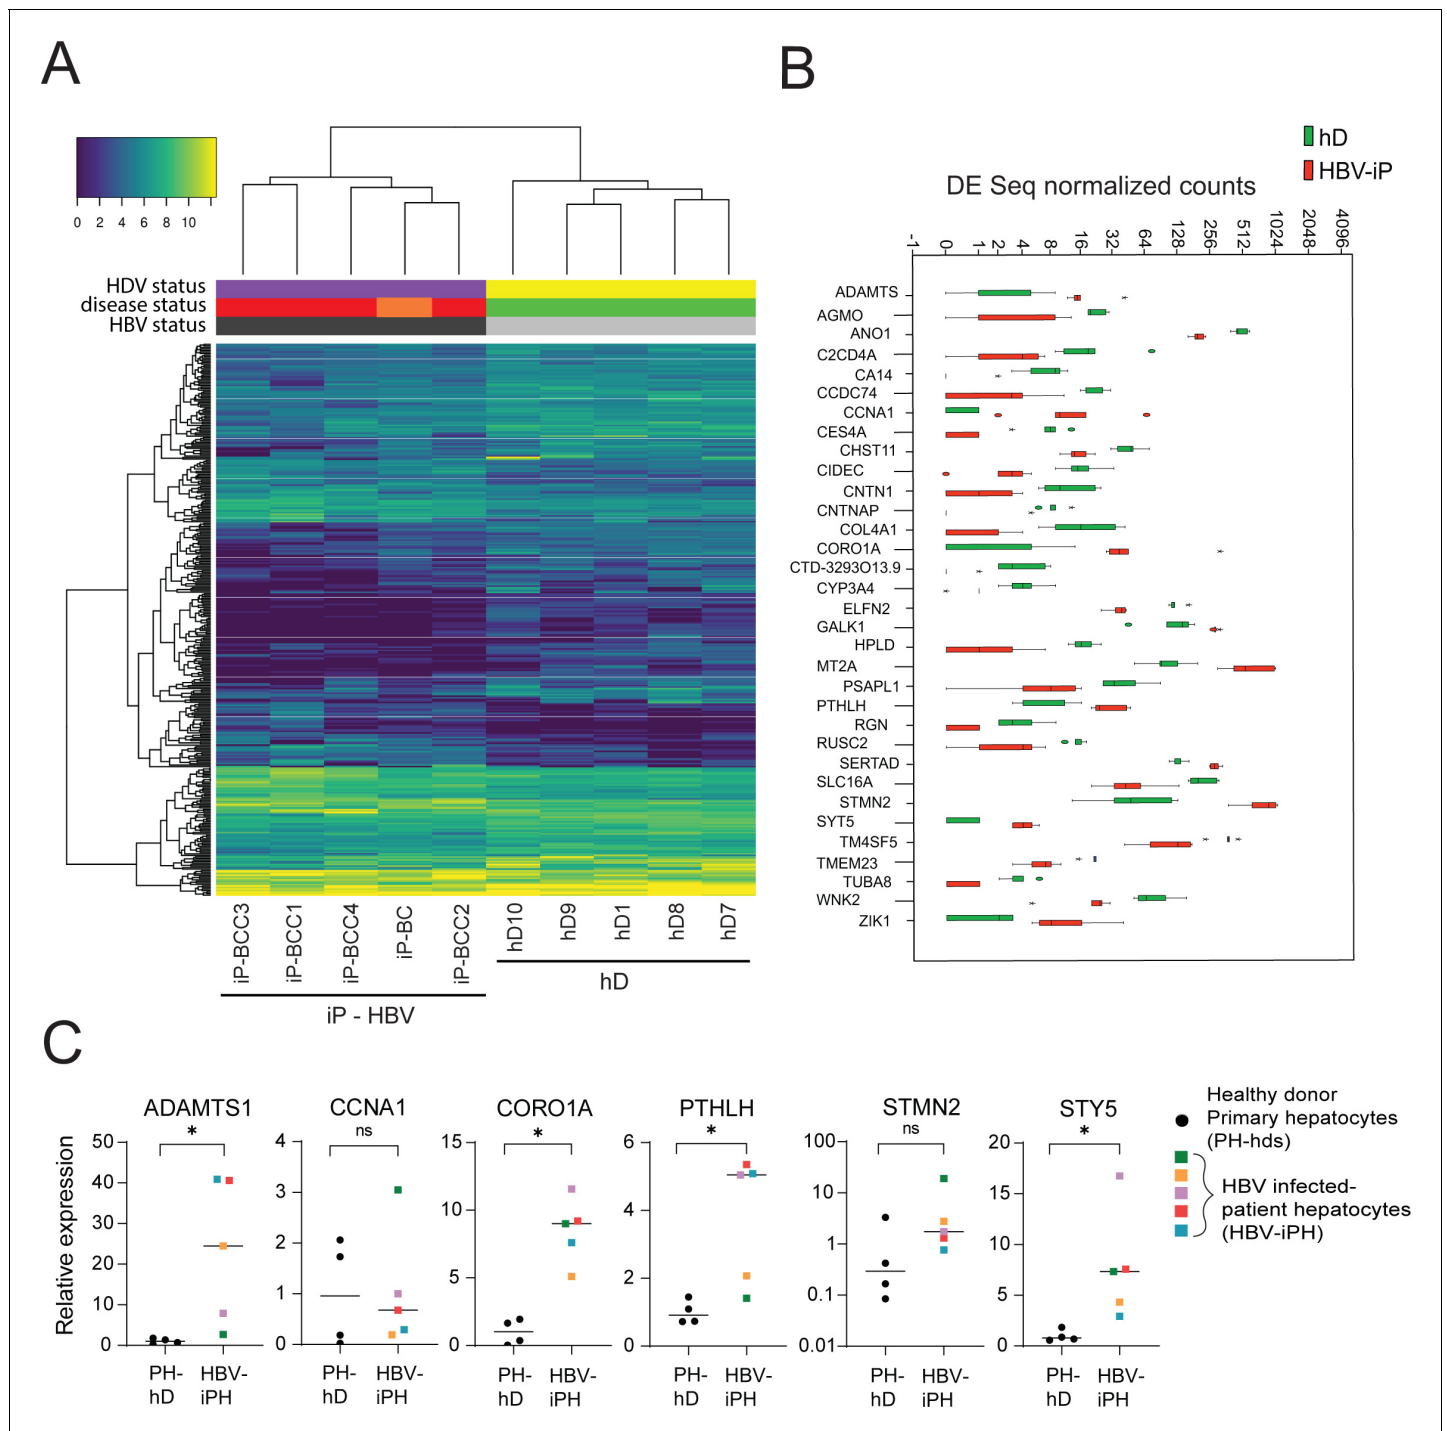 A
0 2 4 6 8 10
HDV status
disease status
HBV status
iP-BCC3
iP-BCC1
iP-BCC4
iP-BC
iP-BCC2
hD10
hD9
hD1
hD8
hD7
iP - HBV
hD
B
hD
HBV-iP
DE Seq normalized counts
-1 0 1 2 4 8 16 32 64 128 256 512 1024 2048 4096
ADAMTS
AGMO
ANO1
C2CD4A
CA14
CCDC74
CCNA1
CES4A
CHST11
CIDEC
CNTN1
CNTNAP
COL4A1
CORO1A
CTD-3293O13.9
CYP3A4
ELFN2
GALK1
HPLD
MT2A
PSAPL1
PTHLH
RGN
RUSC2
SERTAD
SLC16A
STMN2
SYT5
TM4SF5
TMEM23
TUBA8
WNK2
ZIK1
C
Relative expression
ADAMTS1
*
50
40
30
20
10
0
PH-
hD
HBV-
iPH
CCNA1
ns
4
3
2
1
0
PH-
hD
HBV-
iPH
CORO1A
*
15
10
5
0
PH-
hD
HBV-
iPH
PTHLH
*
6
4
2
0
PH-
hD
HBV-
iPH
STMN2
ns
100
10
1
0.1
0.01
PH-
hD
HBV-
iPH
STY5
*
20
15
10
5
0
PH-
hD
HBV-
iPH
Healthy donor
Primary hepatocytes
(PH-hds)
HBV infected-
patient hepatocytes
(HBV-iPH)